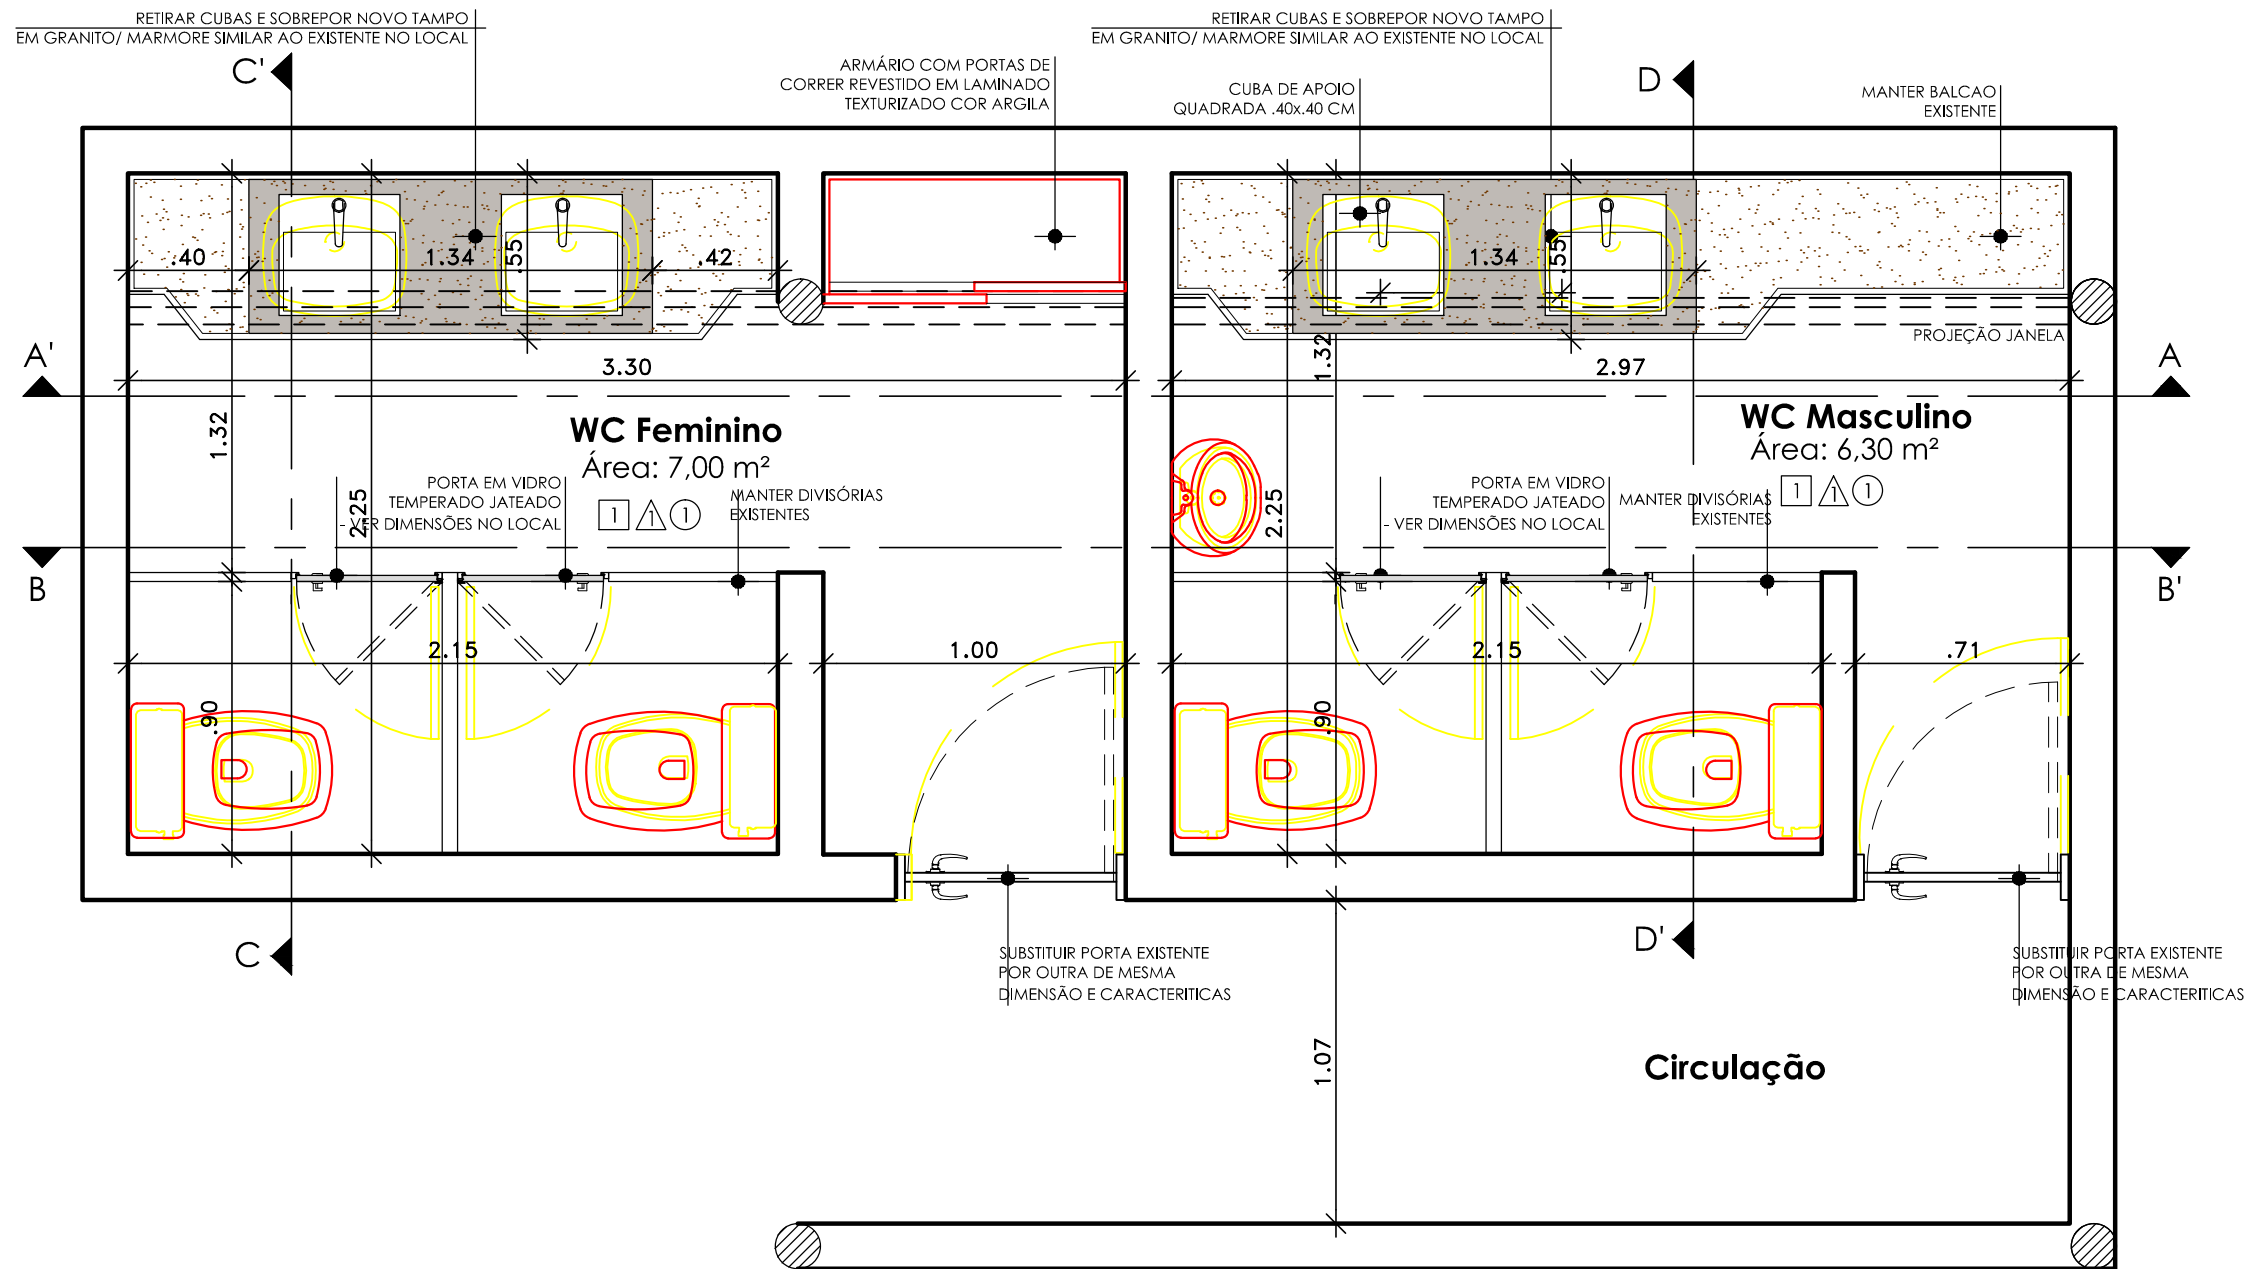 RETIRAR CUBAS E SOBREPOR NOVO TAMPO
EM GRANITO/ MARMORE SIMILAR AO EXISTENTE NO LOCAL
RETIRAR CUBAS E SOBREPOR NOVO TAMPO
EM GRANITO/ MARMORE SIMILAR AO EXISTENTE NO LOCAL
C'
ARMÁRIO COM PORTAS DE
CORRER REVESTIDO EM LAMINADO
TEXTURIZADO COR ARGILA
CUBA DE APOIO
QUADRADA .40x.40 CM
D
MANTER BALCAO
EXISTENTE
.40
1.34
.55
.42
1.34
.55
PROJEÇÃO JANELA
A'
3.30
1.32
2.97
A
1.32
WC Feminino
Área: 7,00 m²
1 1 1
WC Masculino
Área: 6,30 m²
1 1 1
PORTA EM VIDRO
TEMPERADO JATEADO
- VER DIMENSÕES NO LOCAL
2.25
MANTER DIVISÓRIAS
EXISTENTES
2.25
PORTA EM VIDRO
TEMPERADO JATEADO
- VER DIMENSÕES NO LOCAL
MANTER DIVISÓRIAS
EXISTENTES
B
B'
2.15
1.00
2.15
.71
.90
.90
C
D'
SUBSTITUIR PORTA EXISTENTE
POR OUTRA DE MESMA
DIMENSÃO E CARACTERITICAS
SUBSTITUIR PORTA EXISTENTE
POR OUTRA DE MESMA
DIMENSÃO E CARACTERITICAS
1.07
Circulação